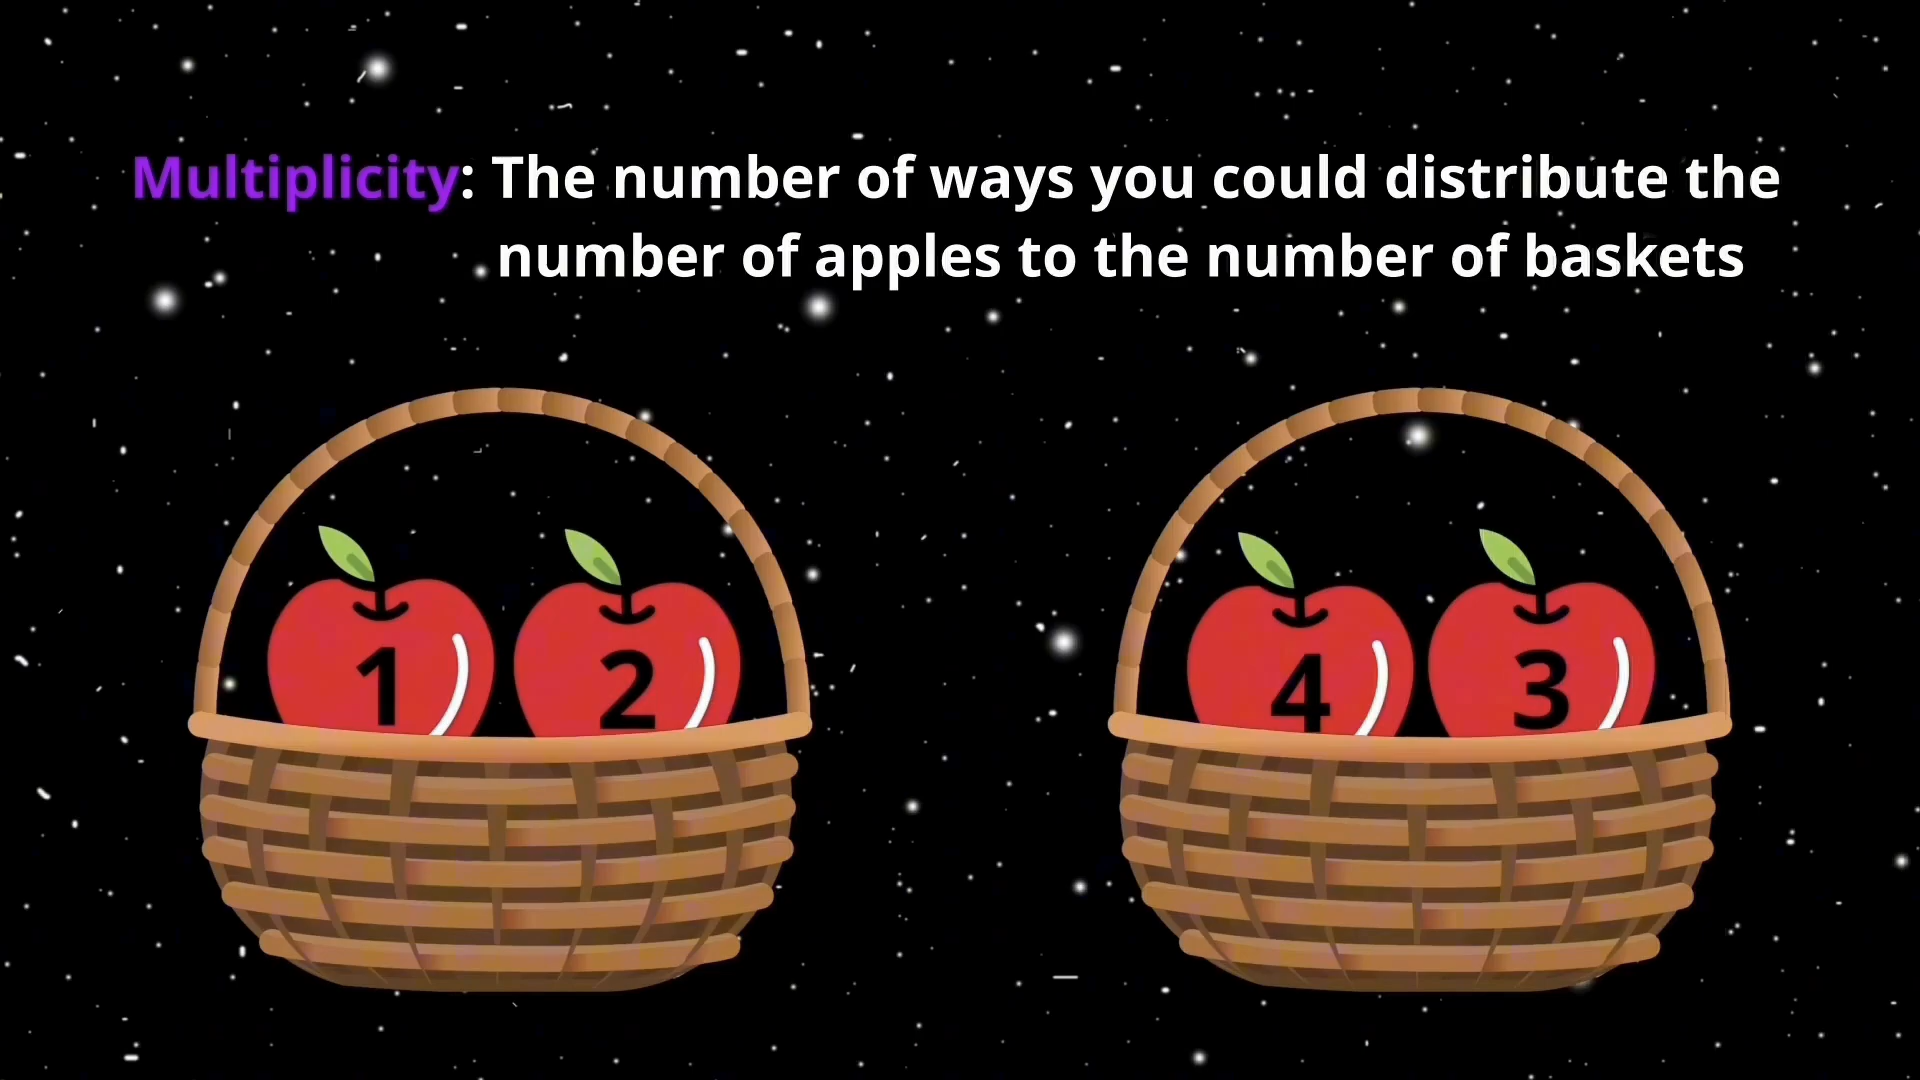 Multiplicity: The number of ways you could distribute the
number of apples to the number of baskets
1 2 4 3